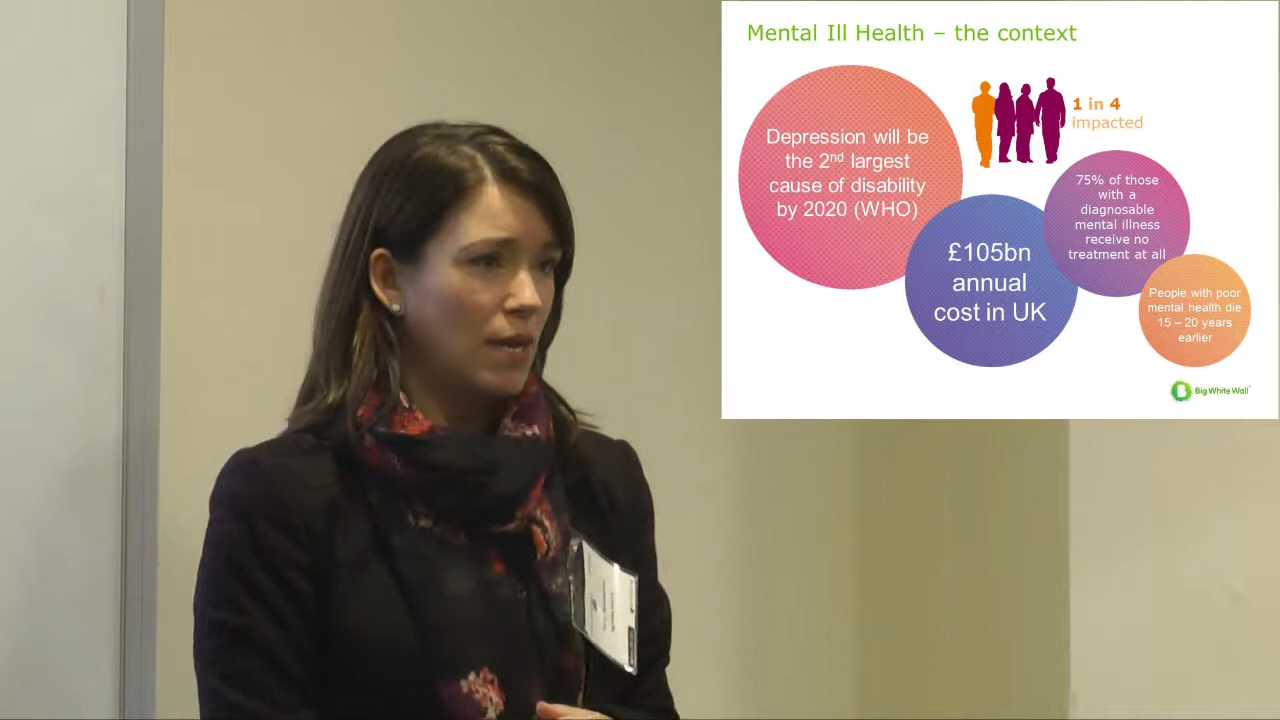 Mental Ill Health – the context
Depression will be
the 2nd largest
cause of disability
by 2020 (WHO)
1 in 4
impacted
75% of those
with a
diagnosable
mental illness
receive no
treatment at all
£105bn
annual
cost in UK
People with poor
mental health die
15 – 20 years
earlier
Big White Wall